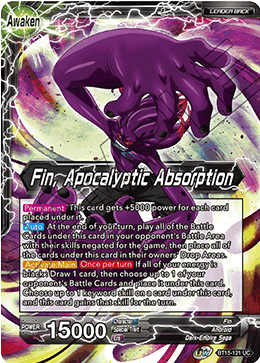 Awaken
LEADER BACK
Fin, Apocalyptic Absorption
Permanent This card gets +5000 power for each card
placed under it.
Auto At the end of your turn, play all of the Battle
Cards under this card in your opponent's Battle Area
with their skills negated for the game, then place all of
the cards under this card in their owners' Drop Areas.
Activate Main Once per turn If all of your energy is
black: Draw 1 card, then choose up to 1 of your
opponent's Battle Cards and place it under this card.
Choose up to 1 keyword skill on a card under this card,
and this card gains that skill for the turn.
POWER 15000
Character Fin
Special Trait Android
Era Dark-Empire Saga
BT15-121 UC